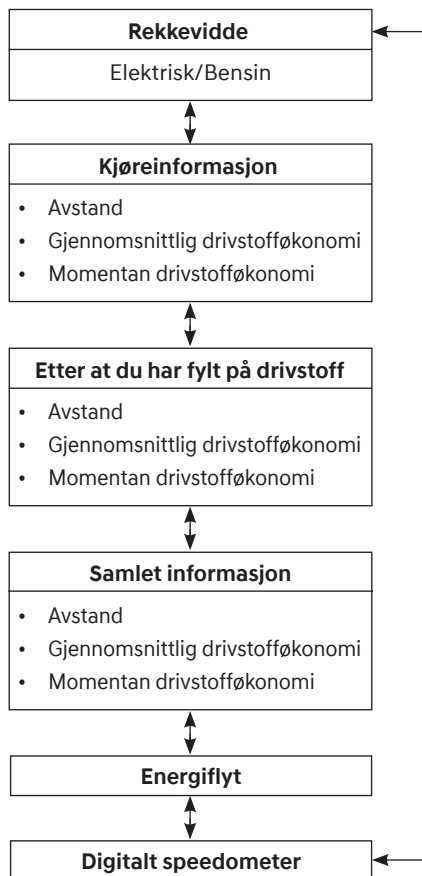 Rekkevidde
Elektrisk/Bensin
Kjøreinformasjon
• Avstand
• Gjennomsnittlig drivstofføkonomi
• Momentan drivstofføkonomi
Etter at du har fylt på drivstoff
• Avstand
• Gjennomsnittlig drivstofføkonomi
• Momentan drivstofføkonomi
Samlet informasjon
• Avstand
• Gjennomsnittlig drivstofføkonomi
• Momentan drivstofføkonomi
Energiflyt
Digitalt speedometer